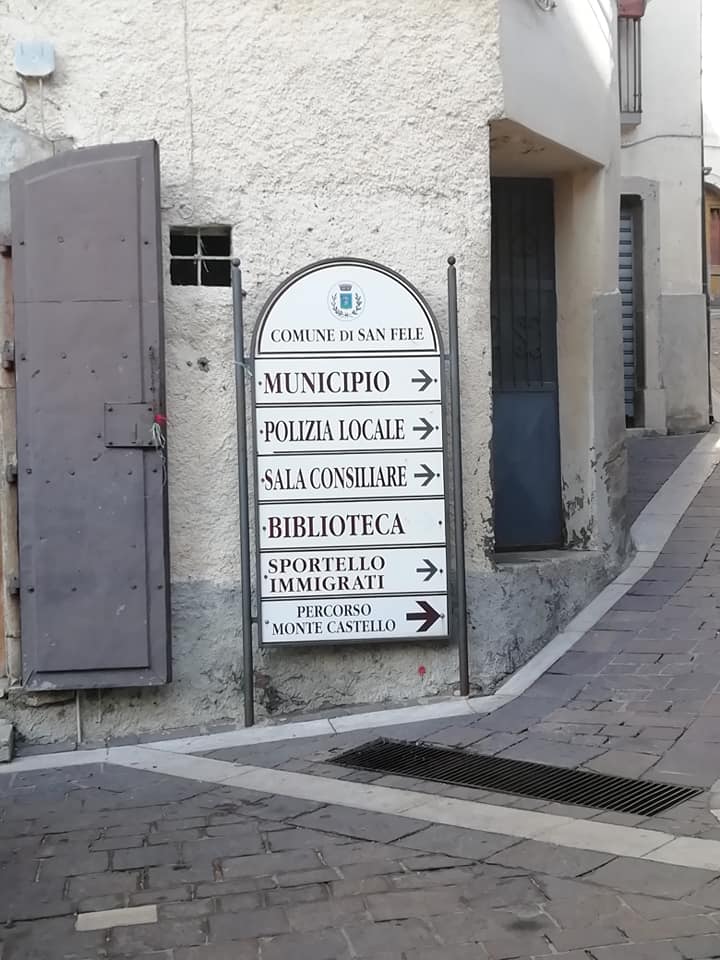 COMUNE DI SAN FELE
MUNICIPIO
POLIZIA LOCALE
SALA CONSILIARE
BIBLIOTECA
SPORTELLO
IMMIGRATI
PERCORSO
MONTE CASTELLO